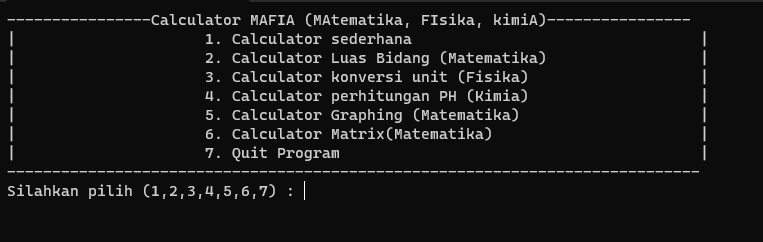 ----------------Calculator MAFIA (MAtematika, FIsika, kimiA)----------------
|                     1. Calculator sederhana                                |
|                     2. Calculator Luas Bidang (Matematika)                 |
|                     3. Calculator konversi unit (Fisika)                   |
|                     4. Calculator perhitungan PH (Kimia)                   |
|                     5. Calculator Graphing (Matematika)                    |
|                     6. Calculator Matrix(Matematika)                       |
|                     7. Quit Program                                        |
-----------------------------------------------------------------------------
Silahkan pilih (1,2,3,4,5,6,7) :